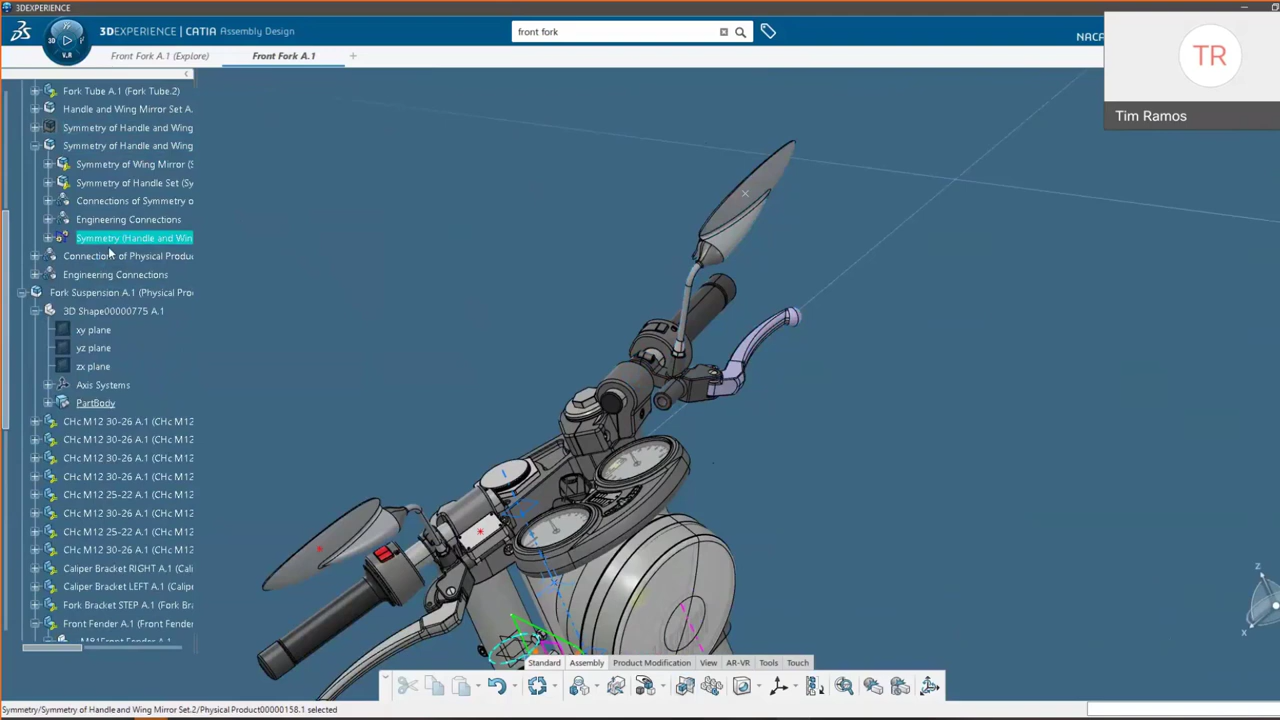 3DEXPERIENCE
3DEXPERIENCE | CATIA Assembly Design
front fork
NACA
3D
V.R
Front Fork A.1 (Explore)
Front Fork A.1
TR
Tim Ramos
Fork Tube A.1 (Fork Tube.2)
Handle and Wing Mirror Set A.
Symmetry of Handle and Wing
Symmetry of Handle and Wing
Symmetry of Wing Mirror (S
Symmetry of Handle Set (Sy
Connections of Symmetry o
Engineering Connections
Symmetry (Handle and Win
Connections of Physical Produc
Engineering Connections
Fork Suspension A.1 (Physical Pro
3D Shape00000775 A.1
xy plane
yz plane
zx plane
Axis Systems
PartBody
CHc M12 30-26 A.1 (CHc M12
CHc M12 30-26 A.1 (CHc M12
CHc M12 30-26 A.1 (CHc M12
CHc M12 30-26 A.1 (CHc M12
CHc M12 25-22 A.1 (CHc M12
CHc M12 30-26 A.1 (CHc M12
CHc M12 25-22 A.1 (CHc M12
CHc M12 30-26 A.1 (CHc M12
Caliper Bracket RIGHT A.1 (Cali
Caliper Bracket LEFT A.1 (Caliper
Fork Bracket STEP A.1 (Fork Br
Front Fender A.1 (Front Fender
Z
X
Standard Assembly Product Modification View AR-VR Tools Touch
Symmetry/Symmetry of Handle and Wing Mirror Set.2/Physical Product00000158.1 selected